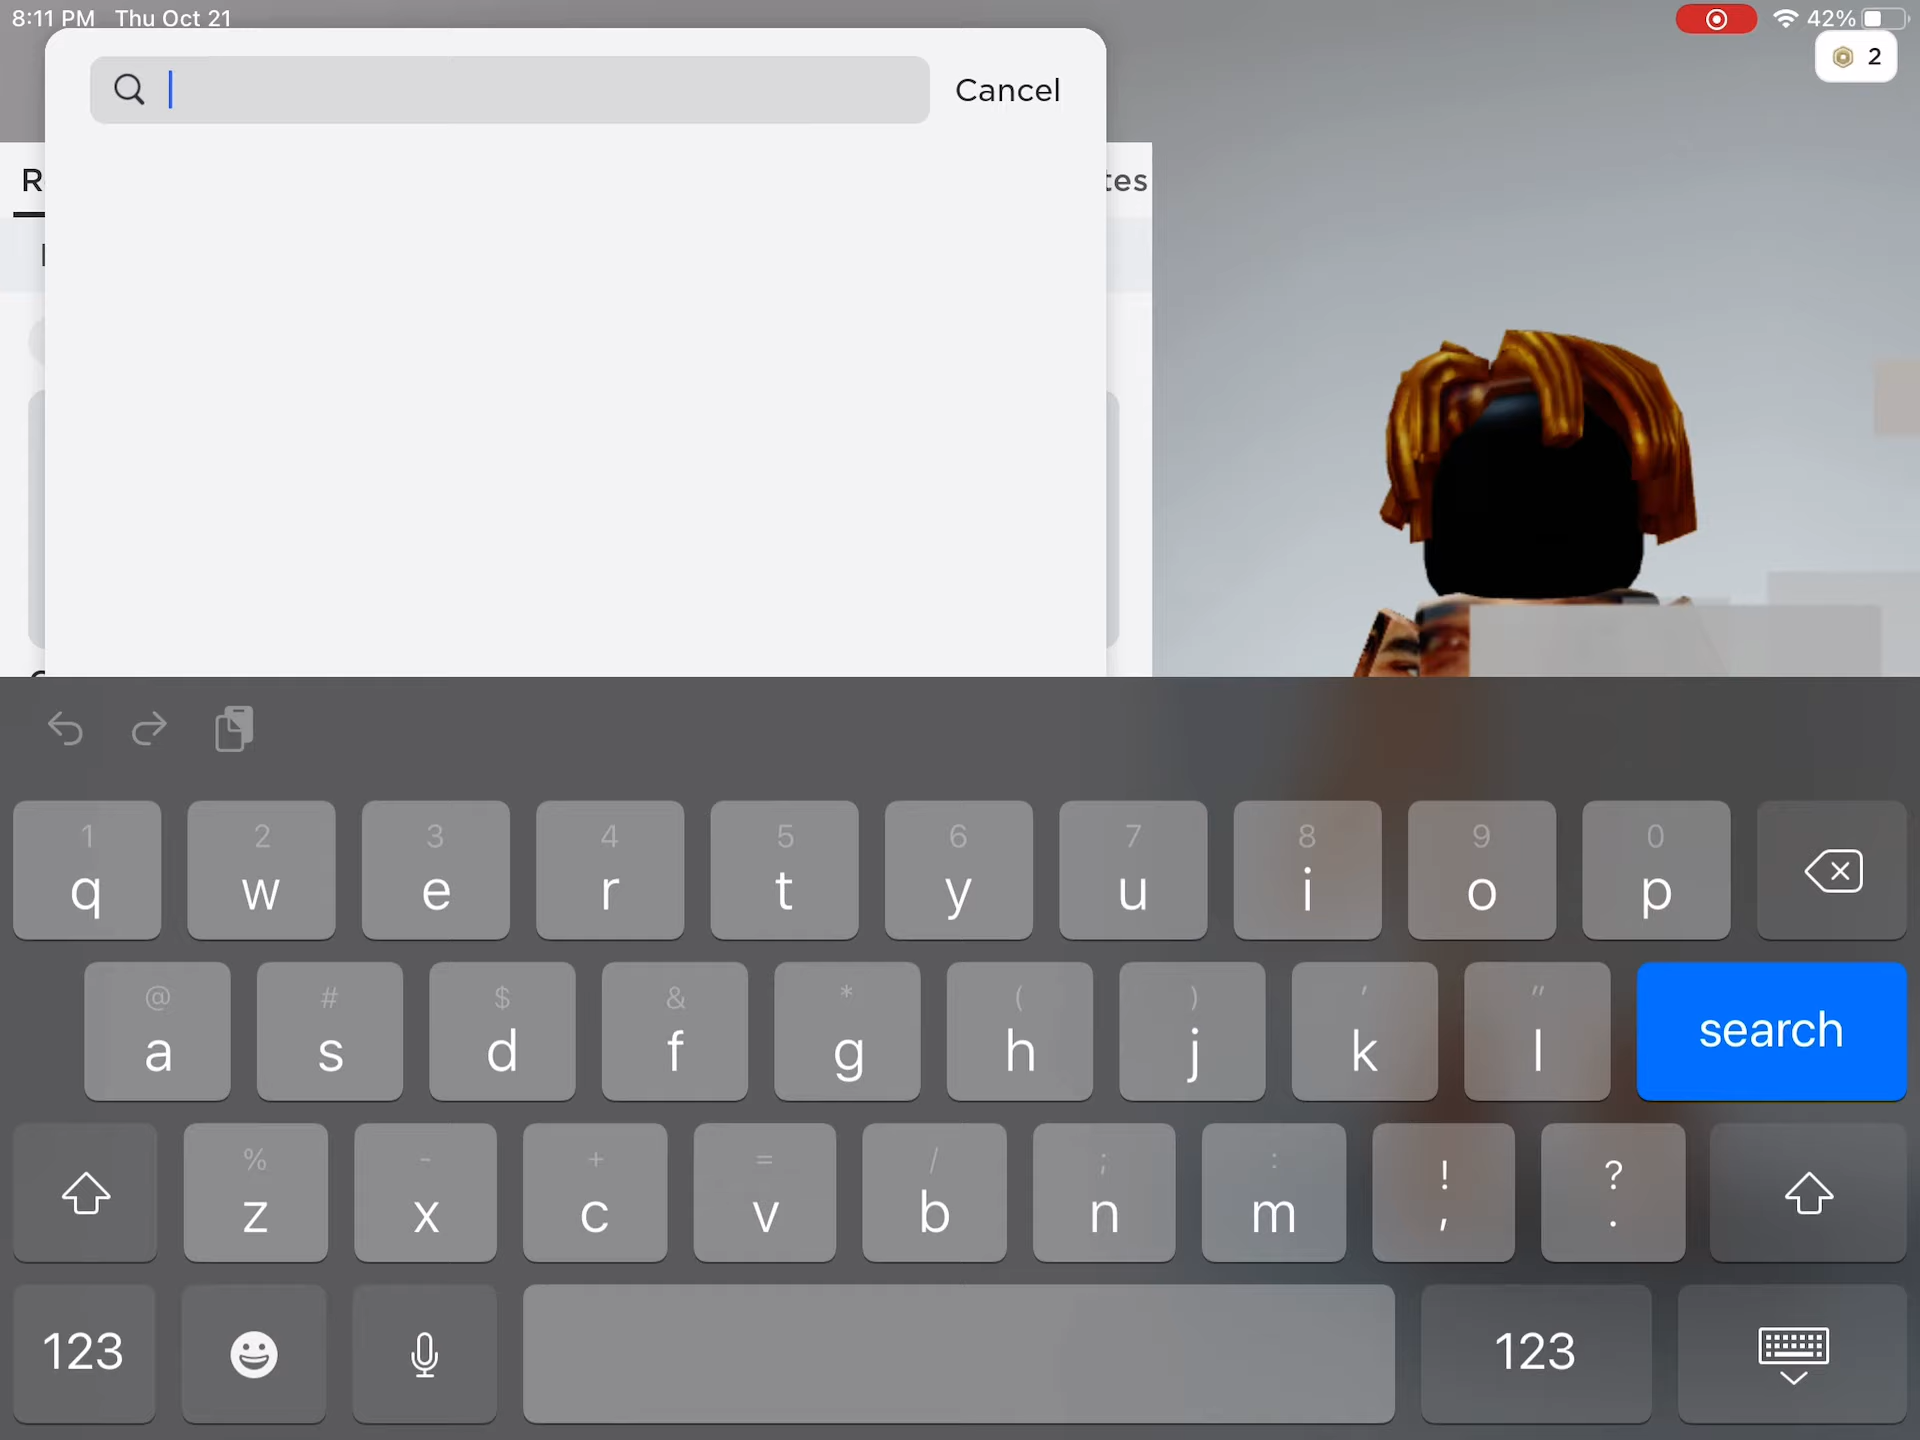 8:11 PM Thu Oct 21
42%
2
Cancel
tes
1 2 3 4 5 6 7 8 9 0
q w e r t y u i o p
@ # $ & * ( ) ' "
a s d f g h j k l search
% - + = / ; : ! ?
z x c v b n m , .
123 123